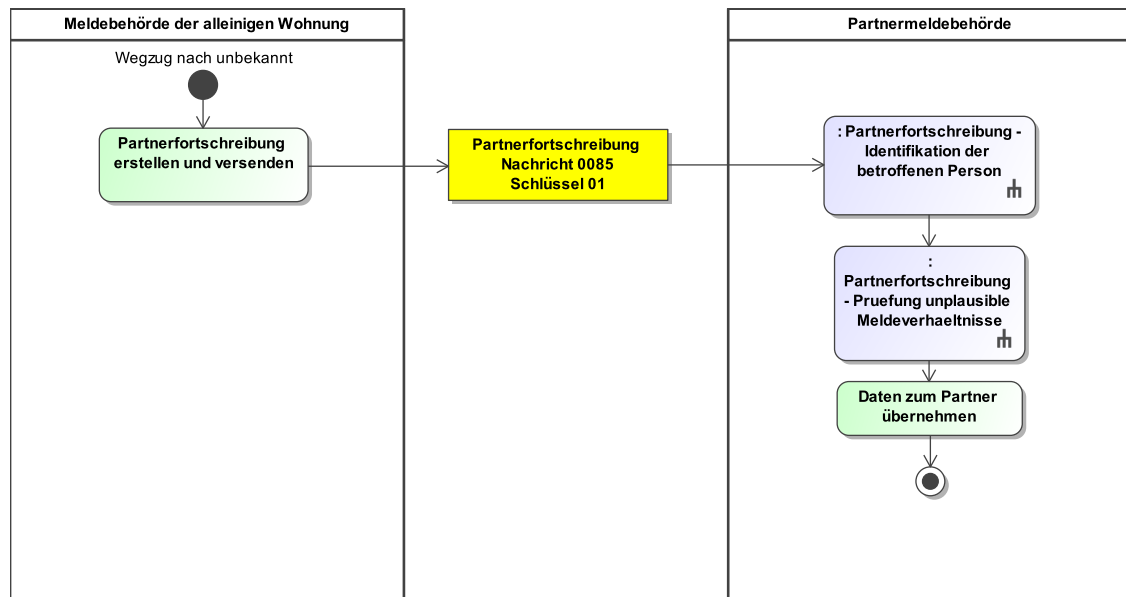 Meldebehörde der alleinigen Wohnung
Wegzug nach unbekannt
Partnerfortschreibung
erstellen und versenden
Partnerfortschreibung
Nachricht 0085
Schlüssel 01
Partnermeldebehörde
: Partnerfortschreibung -
Identifikation der
betroffenen Person
:
Partnerfortschreibung
- Pruefung unplausible
Meldeverhaeltnisse
Daten zum Partner
übernehmen